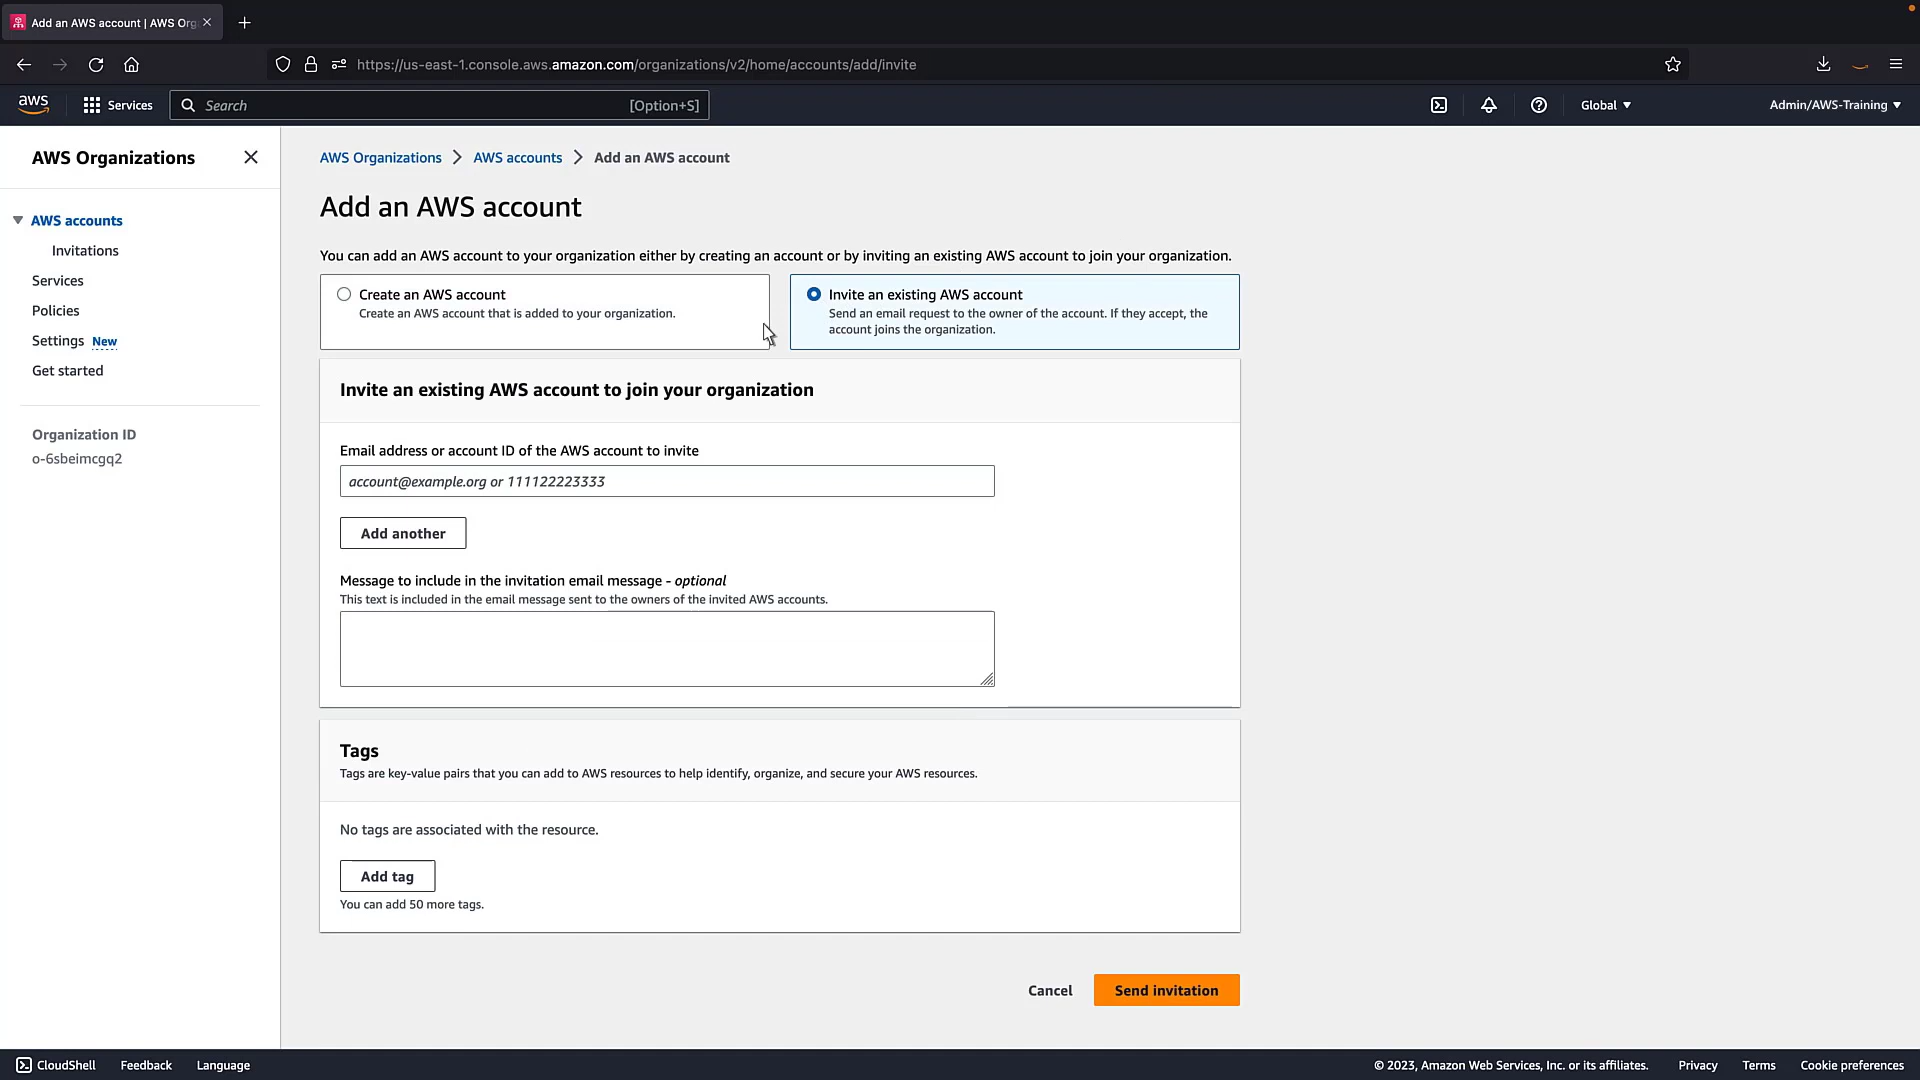 Add an AWS account | AWS Org
https://us-east-1.console.aws.amazon.com/organizations/v2/home/accounts/add/invite
aws
Services
Search
[Option+S]
Global
Admin/AWS-Training
AWS Organizations
AWS accounts
Invitations
Services
Policies
Settings New
Get started
Organization ID
o-6sbeimcgq2
AWS Organizations > AWS accounts > Add an AWS account
Add an AWS account
You can add an AWS account to your organization either by creating an account or by inviting an existing AWS account to join your organization.
Create an AWS account
Create an AWS account that is added to your organization.
Invite an existing AWS account
Send an email request to the owner of the account. If they accept, the
account joins the organization.
Invite an existing AWS account to join your organization
Email address or account ID of the AWS account to invite
account@example.org or 111122223333
Add another
Message to include in the invitation email message - optional
This text is included in the email message sent to the owners of the invited AWS accounts.
Tags
Tags are key-value pairs that you can add to AWS resources to help identify, organize, and secure your AWS resources.
No tags are associated with the resource.
Add tag
You can add 50 more tags.
Cancel
Send invitation
CloudShell
Feedback
Language
© 2023, Amazon Web Services, Inc. or its affiliates.
Privacy
Terms
Cookie preferences